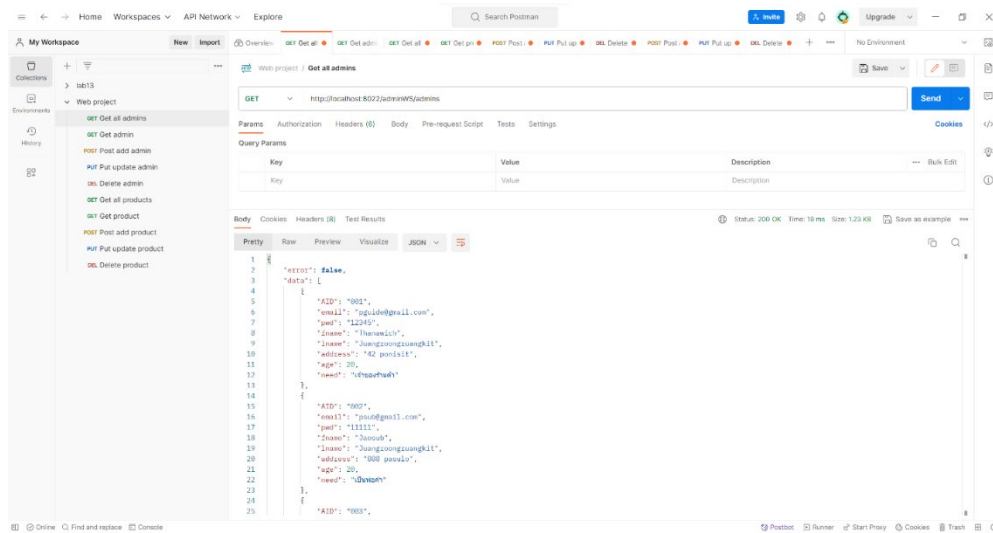 Home Workspaces API Network Explore Search Postman Invite Upgrade
My Workspace New Import Overview GET Get all GET Get adm GET Get all GET Get pr POST Post PUT Put up DEL Delete POST Post PUT Put up DEL Delete No Environment
Collections
Environments
History
lab13
Web project
GET Get all admins
GET Get admin
POST Post add admin
PUT Put update admin
DEL Delete admin
GET Get all products
GET Get product
POST Post add product
PUT Put update product
DEL Delete product
Web project / Get all admins Save
GET http://localhost:8022/adminWS/admins Send
Params Authorization Headers (6) Body Pre-request Script Tests Settings Cookies
Query Params
Key Value Description Bulk Edit
Key Value Description
Body Cookies Headers (8) Test Results Status: 200 OK Time: 19 ms Size: 1.23 KB Save as example
Pretty Raw Preview Visualize JSON
1 {
2 "error": false,
3 "data": [
4 {
5 "AID": "001",
6 "email": "pguide@gmail.com",
7 "pwd": "12345",
8 "fname": "Thanawich",
9 "lname": "Juangroongruangkit",
10 "address": "42 ponisit",
11 "age": 20,
12 "need": "เจ้าของร้านค้า"
13 },
14 {
15 "AID": "002",
16 "email": "psub@gmail.com",
17 "pwd": "11111",
18 "fname": "Jaosub",
19 "lname": "Juangroongruangkit",
20 "address": "888 paoulo",
21 "age": 20,
22 "need": "เป็นพ่อค้า"
23 },
24 {
25 "AID": "003",
Online Find and replace Console Postbot Runner Start Proxy Cookies Trash